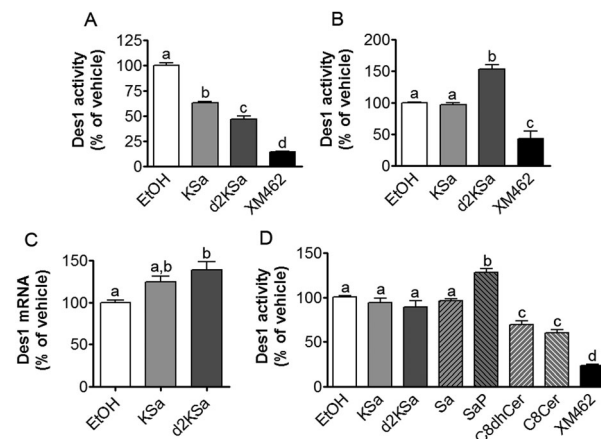 A
Des1 activity
(% of vehicle)
125
100
75
50
25
0
a
b
c
d
EtOH
KSa
d2KSa
XM462
B
Des1 activity
(% of vehicle)
200
150
100
50
0
a
a
b
c
EtOH
KSa
d2KSa
XM462
C
Des1 mRNA
(% of vehicle)
150
100
50
0
a
a,b
b
EtOH
KSa
d2KSa
D
Des1 activity
(% of vehicle)
150
100
50
0
a
a
a
a
b
c
c
d
EtOH
KSa
d2KSa
Sa
SaP
C8dhCer
C8Cer
XM462